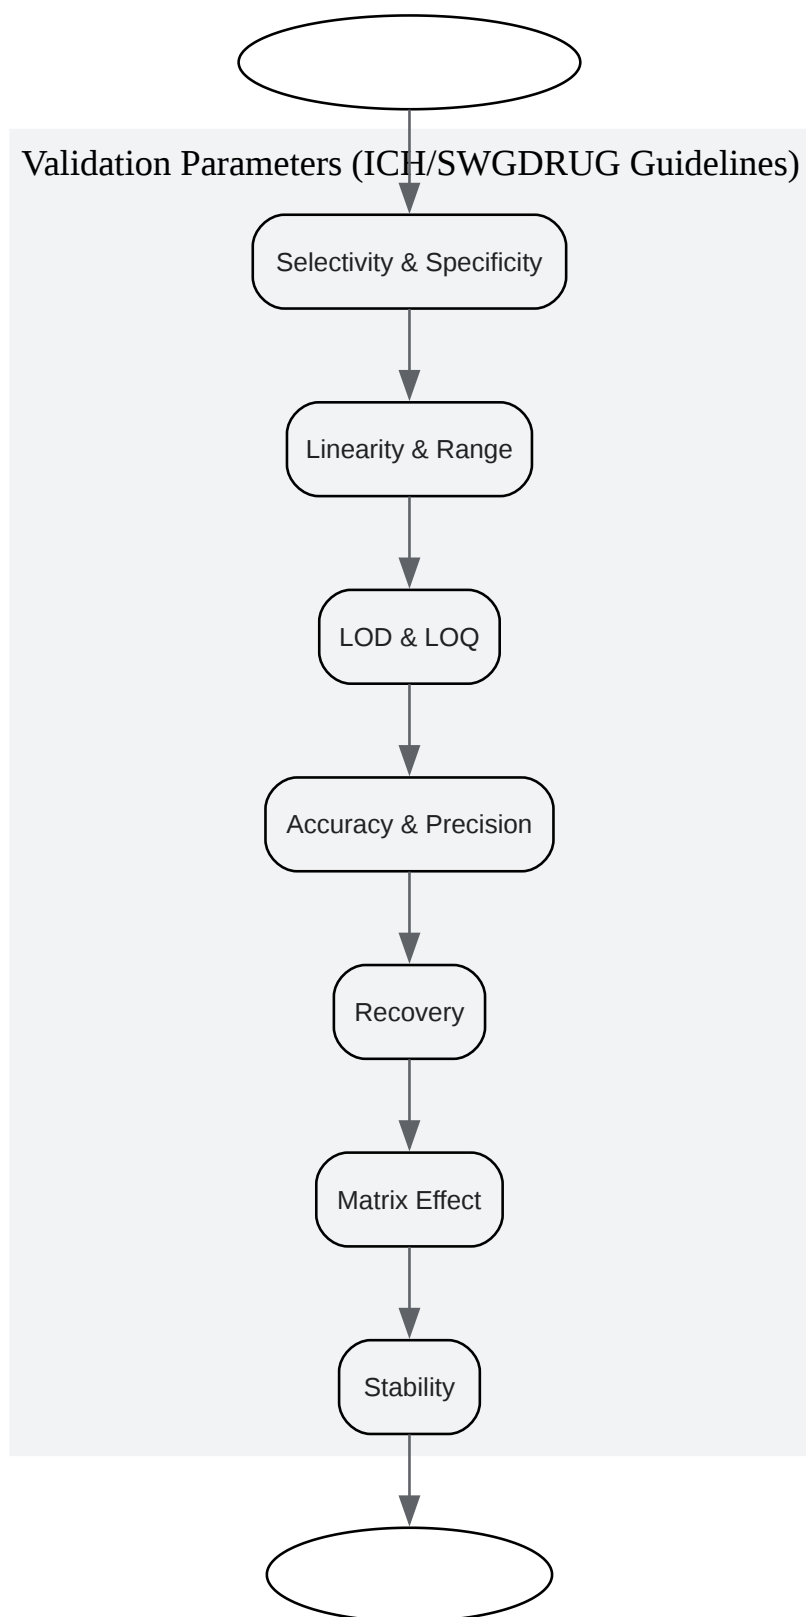 Validation Parameters (ICH/SWGDRUG Guidelines)
Selectivity & Specificity
Linearity & Range
LOD & LOQ
Accuracy & Precision
Recovery
Matrix Effect
Stability